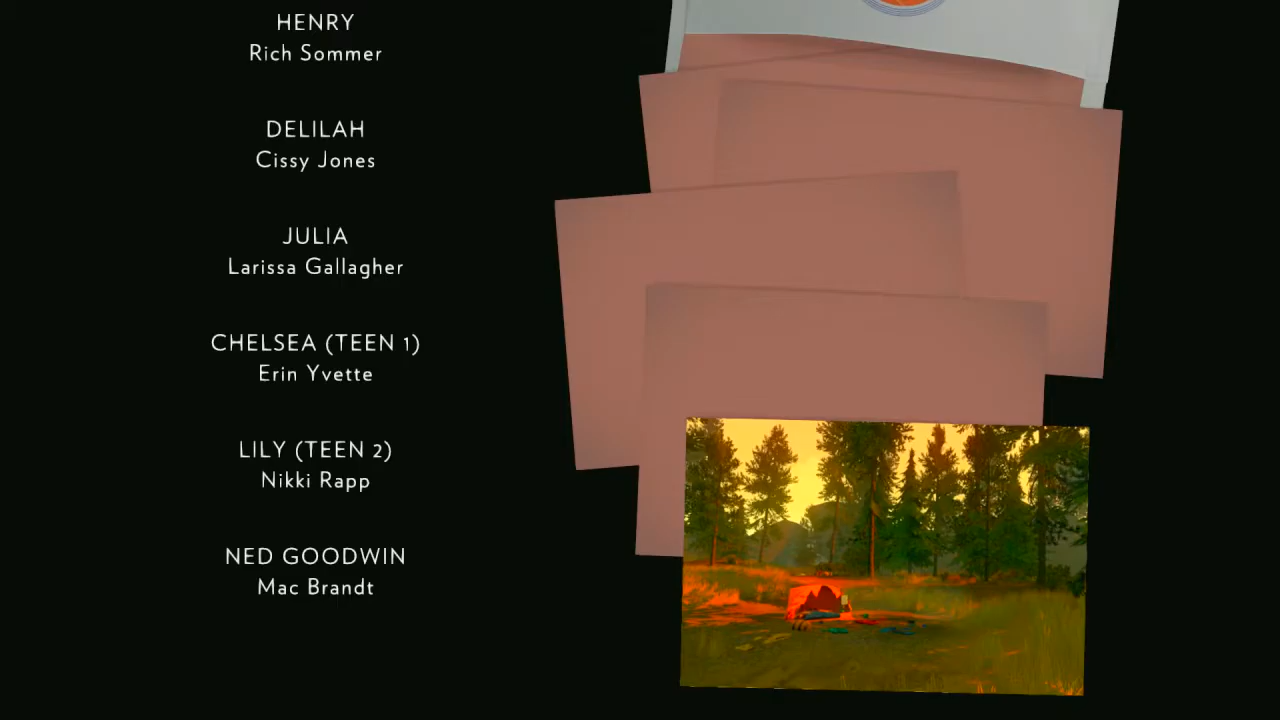 HENRY
Rich Sommer
DELILAH
Cissy Jones
JULIA
Larissa Gallagher
CHELSEA (TEEN 1)
Erin Yvette
LILY (TEEN 2)
Nikki Rapp
NED GOODWIN
Mac Brandt